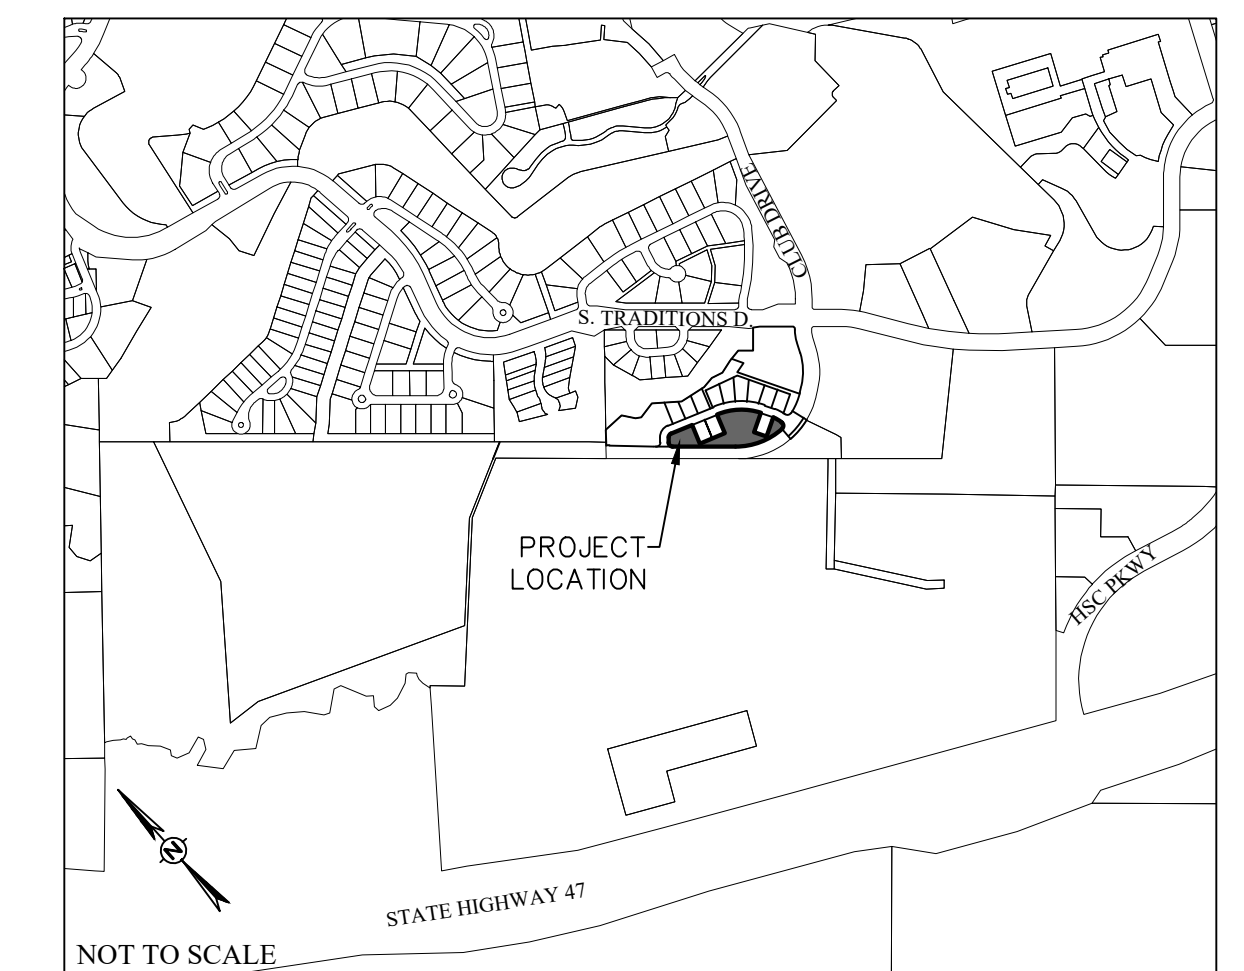 CLUB DRIVE
S. TRADITIONS D.
PROJECT
LOCATION
HSC PKWY
N
STATE HIGHWAY 47
NOT TO SCALE